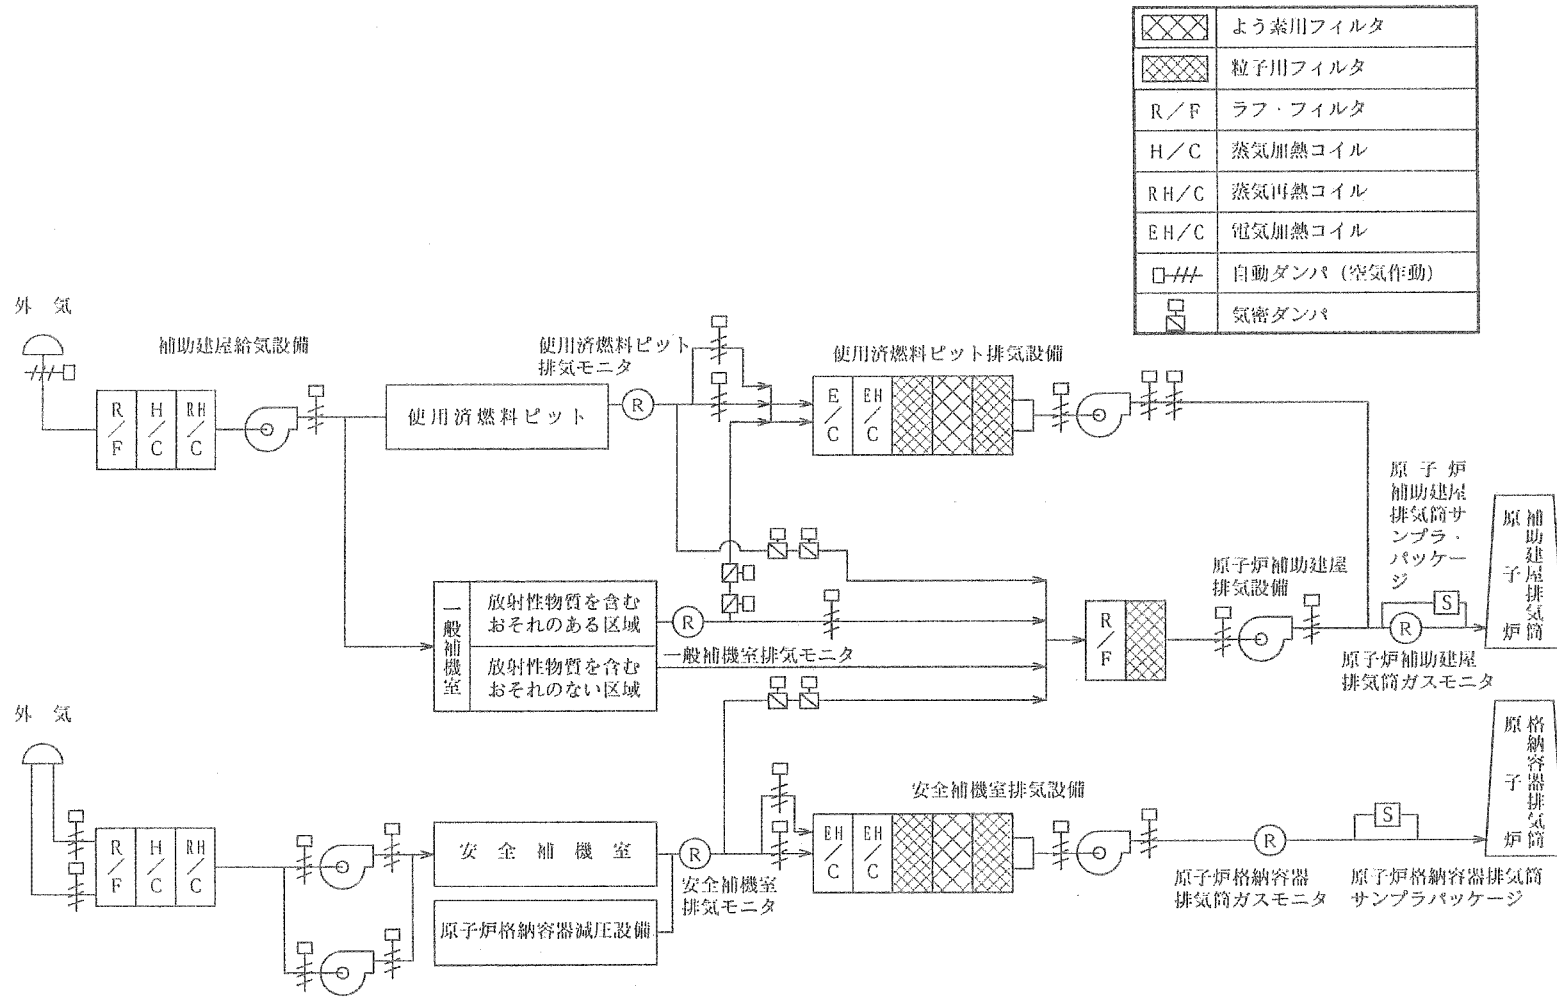 よう素用フィルタ
粒子用フィルタ
R/F ラフ・フィルタ
H/C 蒸気加熱コイル
RH/C 蒸気再熱コイル
EH/C 電気加熱コイル
自動ダンパ (空気作動)
気密ダンパ
外気
補助建屋給気設備
R/F
H/C
RH/C
使用済燃料ピット
使用済燃料ピット
排気モニタ
R
使用済燃料ピット排気設備
E/C
EH/C
一般補機室
放射性物質を含む
おそれのある区域
放射性物質を含む
おそれのない区域
R
一般補機室排気モニタ
R/F
原子炉補助建屋
排気設備
原子炉
補助建屋
排気筒サ
ンプラ・
パッケー
ジ
S
R
原子炉補助建屋
排気筒ガスモニタ
原子炉
補助建屋排気筒
外気
R/F
H/C
RH/C
安全補機室
原子炉格納容器減圧設備
R
安全補機室
排気モニタ
安全補機室排気設備
EH/C
EH/C
R
原子炉格納容器
排気筒ガスモニタ
S
原子炉格納容器排気筒
サンプラパッケージ
原子炉
格納容器排気筒